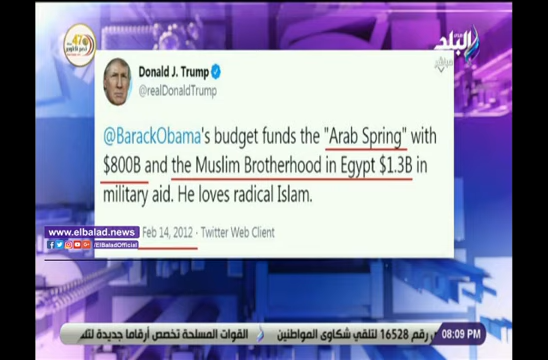 البلد
مباشر
47
Donald J. Trump
@realDonaldTrump
@BarackObama's budget funds the "Arab Spring" with
$800B and the Muslim Brotherhood in Egypt $1.3B in
military aid. He loves radical Islam.
Feb 14, 2012 · Twitter Web Client
www.elbalad.news
/ElBaladOfficial
رقم 16528 لتلقي شكاوى المواطنين
القوات المسلحة تخصص أرقاما جديدة
08:09 PM